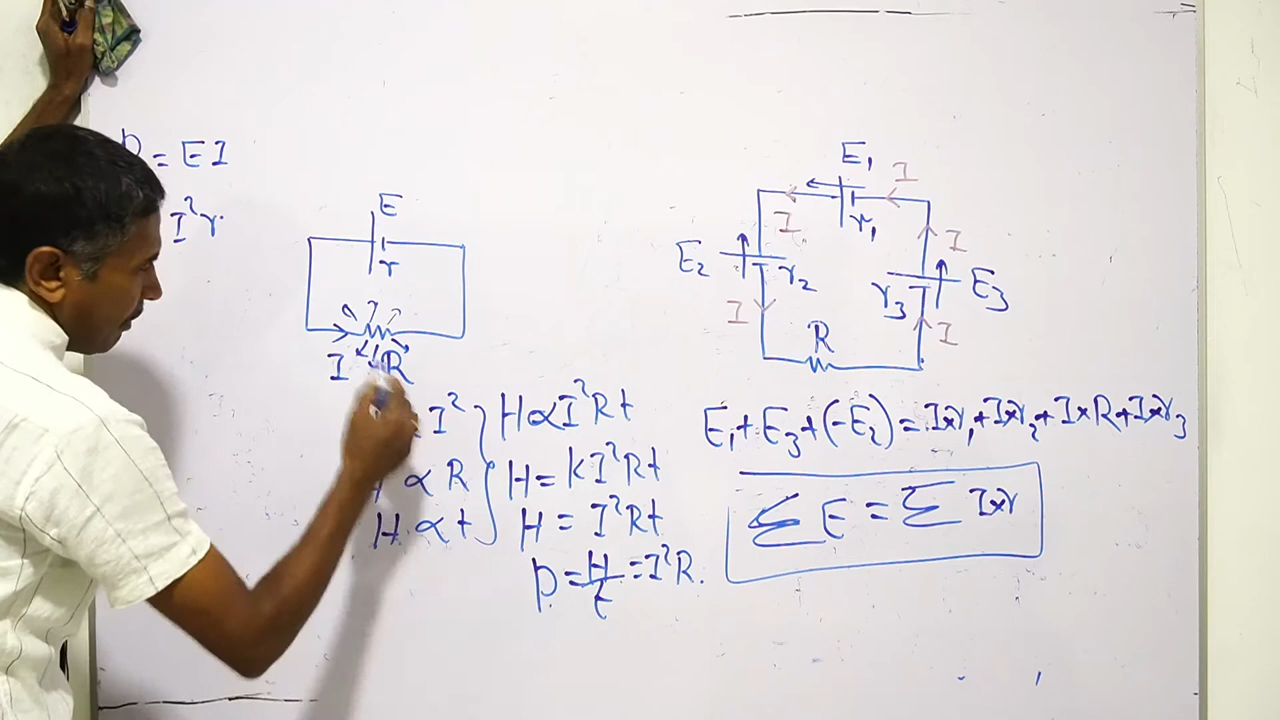 P = EI
I²r
E
r
I
R
I²
∝ R
H ∝ t
H ∝ I²Rt
H = kI²Rt
H = I²Rt
P = H/t = I²R.
E₁
I
r₁
I
E₂
r₂
I
r₃
E₃
I
I
R
E₁+E₃+(-E₂) = I×r₁+I×r₂+I×R+I×r₃
ΣE = Σ I×r